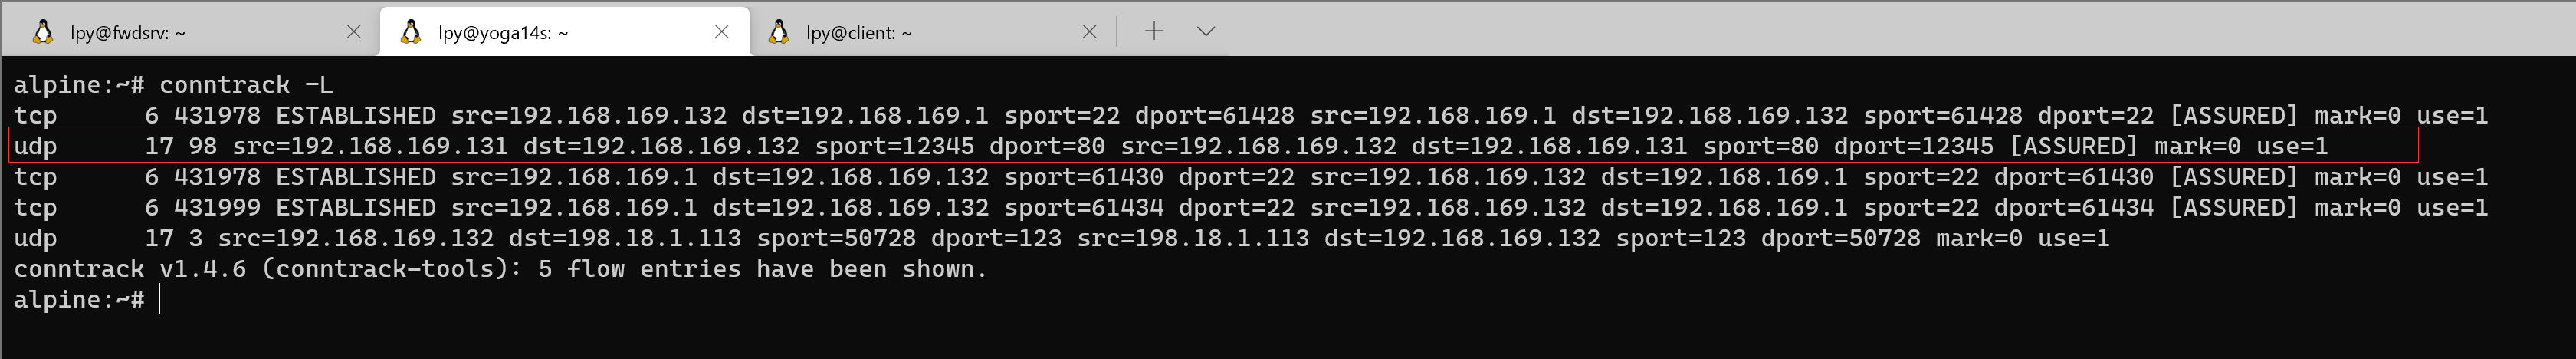 lpy@fwdsrv: ~ lpy@yoga14s: ~ lpy@client: ~
alpine:~# conntrack -L
tcp      6 431978 ESTABLISHED src=192.168.169.132 dst=192.168.169.1 sport=22 dport=61428 src=192.168.169.1 dst=192.168.169.132 sport=61428 dport=22 [ASSURED] mark=0 use=1
udp      17 98 src=192.168.169.131 dst=192.168.169.132 sport=12345 dport=80 src=192.168.169.132 dst=192.168.169.131 sport=80 dport=12345 [ASSURED] mark=0 use=1
tcp      6 431978 ESTABLISHED src=192.168.169.1 dst=192.168.169.132 sport=61430 dport=22 src=192.168.169.132 dst=192.168.169.1 sport=22 dport=61430 [ASSURED] mark=0 use=1
tcp      6 431999 ESTABLISHED src=192.168.169.1 dst=192.168.169.132 sport=61434 dport=22 src=192.168.169.132 dst=192.168.169.1 sport=22 dport=61434 [ASSURED] mark=0 use=1
udp      17 3 src=192.168.169.132 dst=198.18.1.113 sport=50728 dport=123 src=198.18.1.113 dst=192.168.169.132 sport=123 dport=50728 mark=0 use=1
conntrack v1.4.6 (conntrack-tools): 5 flow entries have been shown.
alpine:~#